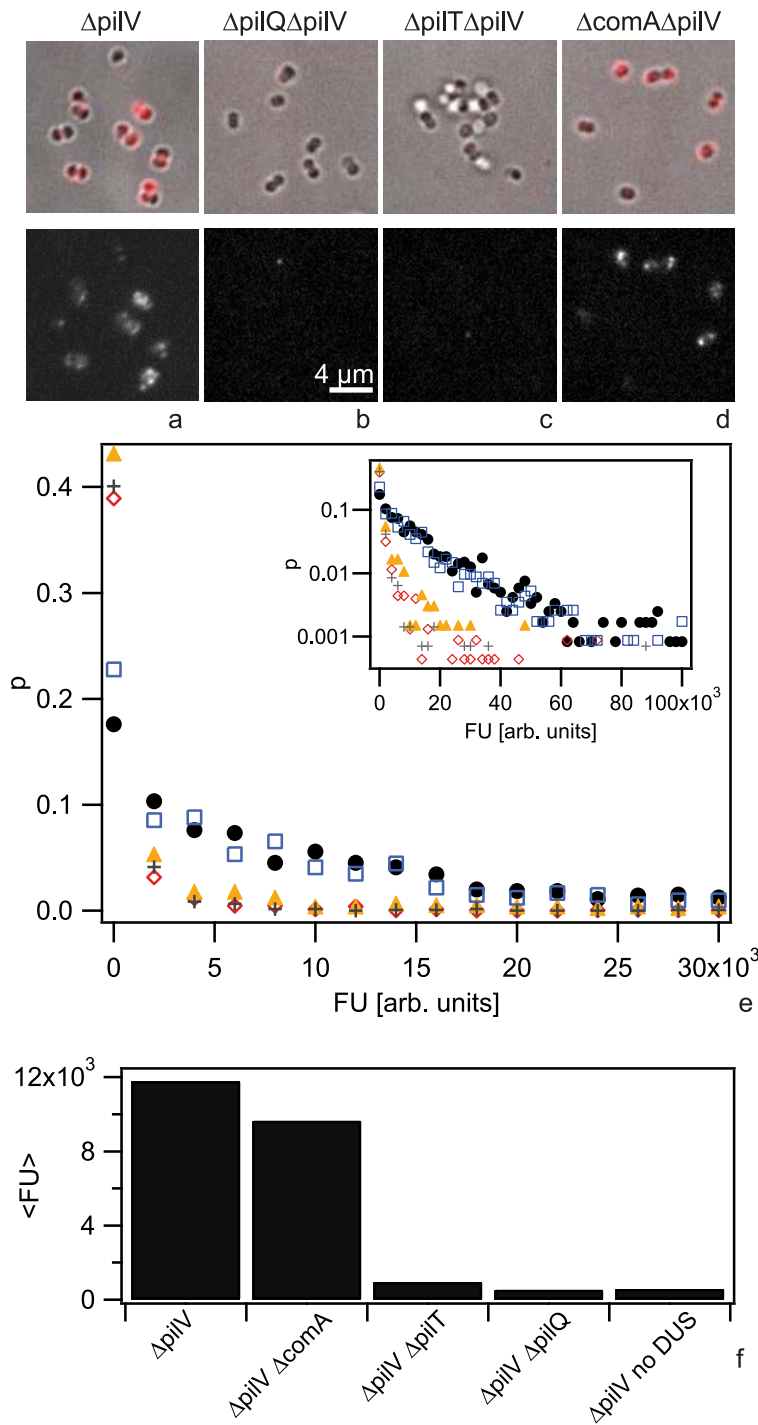 ΔpilV ΔpilQΔpilV ΔpilTΔpilV ΔcomAΔpilV
4 μm
a b c d
0.4
0.3
0.2
0.1
0.0
p
0 5 10 15 20 25 30x10³
FU [arb. units]
0.1
0.01
0.001
p
0 20 40 60 80 100x10³
FU [arb. units]
e
12x10³
8
4
0
<FU>
ΔpilV
ΔpilV ΔcomA
ΔpilV ΔpilT
ΔpilV ΔpilQ
ΔpilV no DUS
f